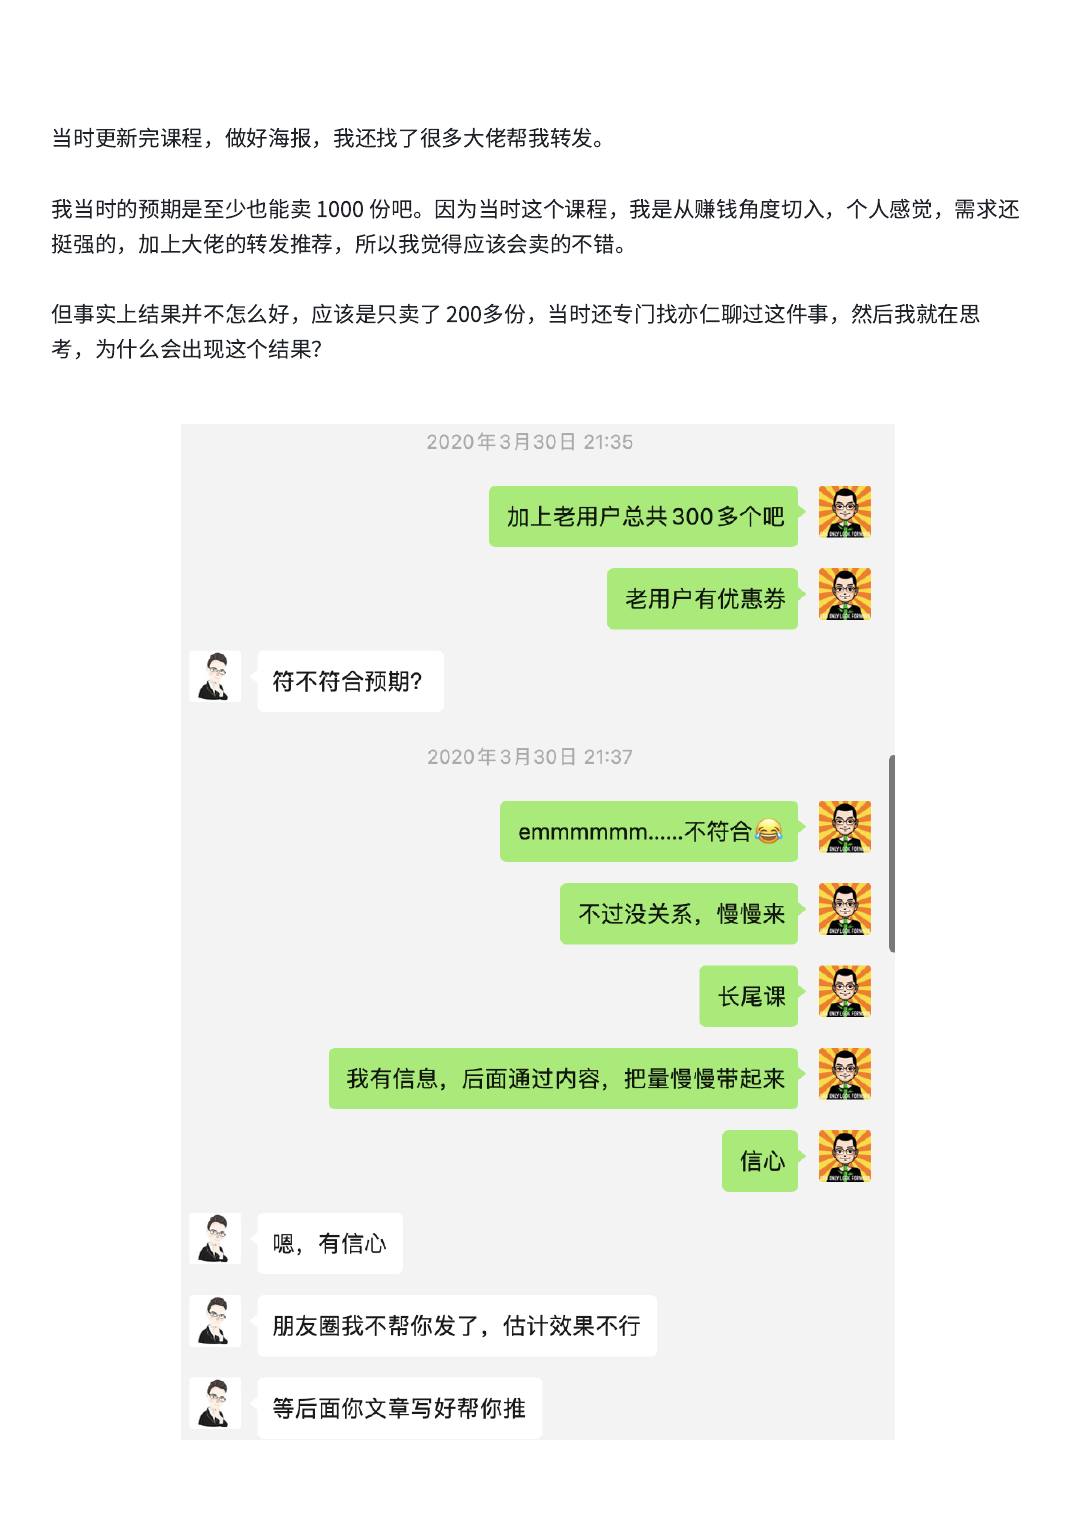 当时更新完课程，做好海报，我还找了很多大佬帮我转发。
我当时的预期是至少也能卖 1000 份吧。因为当时这个课程，我是从赚钱角度切入，个人感觉，需求还
挺强的，加上大佬的转发推荐，所以我觉得应该会卖的不错。
但事实上结果并不怎么好，应该是只卖了 200多份，当时还专门找亦仁聊过这件事，然后我就在思
考，为什么会出现这个结果？
2020年3月30日 21:35
加上老用户总共300多个吧
老用户有优惠券
符不符合预期？
2020年3月30日 21:37
emmmmmm......不符合😂
不过没关系，慢慢来
长尾课
我有信息，后面通过内容，把量慢慢带起来
信心
嗯，有信心
朋友圈我不帮你发了，估计效果不行
等后面你文章写好帮你推